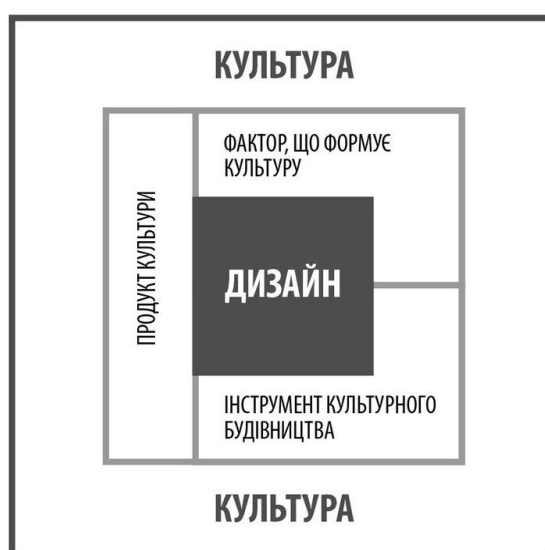 КУЛЬТУРА
ФАКТОР, ЩО ФОРМУЄ
КУЛЬТУРУ
ПРОДУКТ КУЛЬТУРИ
ДИЗАЙН
ІНСТРУМЕНТ КУЛЬТУРНОГО
БУДІВНИЦТВА
КУЛЬТУРА